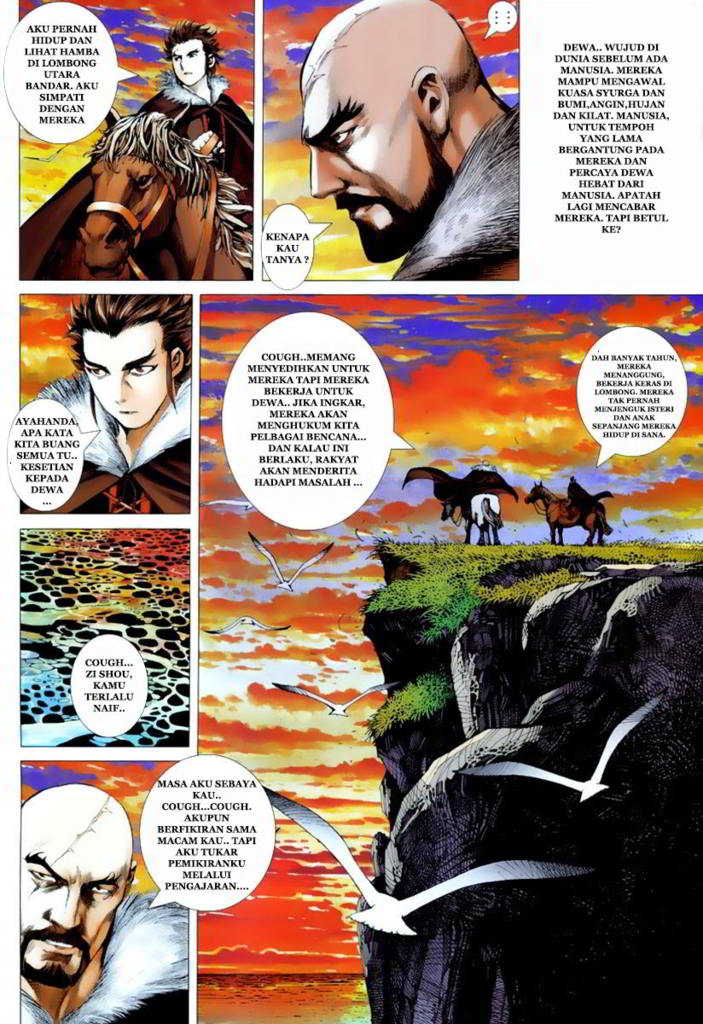 AKU PERNAH
HIDUP DAN
LIHAT HAMBA
DI LOMBONG
UTARA
BANDAR. AKU
SIMPATI
DENGAN
MEREKA
KENAPA
KAU
TANYA ?
DEWA.. WUJUD DI
DUNIA SEBELUM ADA
MANUSIA. MEREKA
MAMPU MENGAWAL
KUASA SYURGA DAN
BUMI,ANGIN,HUJAN
DAN KILAT. MANUSIA,
UNTUK TEMPOH
YANG LAMA
BERGANTUNG PADA
MEREKA DAN
PERCAYA DEWA
HEBAT DARI
MANUSIA. APATAH
LAGI MENCABAR
MEREKA. TAPI BETUL
KE?
AYAHANDA,
APA KATA
KITA BUANG
SEMUA TU..
KESETIAN
KEPADA
DEWA
...
COUGH..MEMANG
MENYEDIHKAN UNTUK
MEREKA TAPI MEREKA
BEKERJA UNTUK
DEWA.. JIKA INGKAR,
MEREKA AKAN
MENGHUKUM KITA
PELBAGAI BENCANA...
DAN KALAU INI
BERLAKU, RAKYAT
AKAN MENDERITA
HADAPI MASALAH ...
DAH BANYAK TAHUN,
MEREKA
MENANGGUNG,
BEKERJA KERAS DI
LOMBONG. MEREKA
TAK PERNAH
MENJENGUK ISTERI
DAN ANAK
SEPANJANG MEREKA
HIDUP DI SANA.
COUGH...
ZI SHOU,
KAMU
TERLALU
NAIF..
MASA AKU SEBAYA
KAU..
COUGH...COUGH.
AKUPUN
BERFIKIRAN SAMA
MACAM KAU.. TAPI
AKU TUKAR
PEMIKIRANKU
MELALUI
PENGAJARAN....